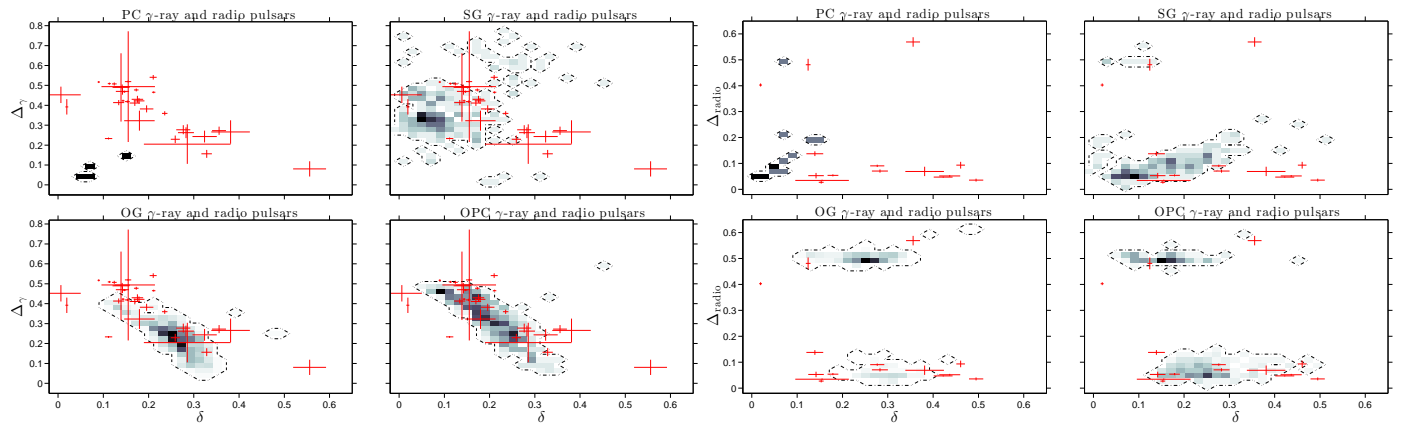 PC γ-ray and radio pulsars
SG γ-ray and radio pulsars
PC γ-ray and radio pulsars
SG γ-ray and radio pulsars
0.8
0.7
0.6
0.5
0.4
0.3
0.2
0.1
0
Δγ
0.6
0.5
0.4
0.3
0.2
0.1
0
Δradio
OG γ-ray and radio pulsars
OPC γ-ray and radio pulsars
OG γ-ray and radio pulsars
OPC γ-ray and radio pulsars
0.8
0.7
0.6
0.5
0.4
0.3
0.2
0.1
0
Δγ
0.6
0.5
0.4
0.3
0.2
0.1
0
Δradio
0 0.1 0.2 0.3 0.4 0.5 0.6
0 0.1 0.2 0.3 0.4 0.5 0.6
0 0.1 0.2 0.3 0.4 0.5 0.6
0 0.1 0.2 0.3 0.4 0.5 0.6
δ
δ
δ
δ